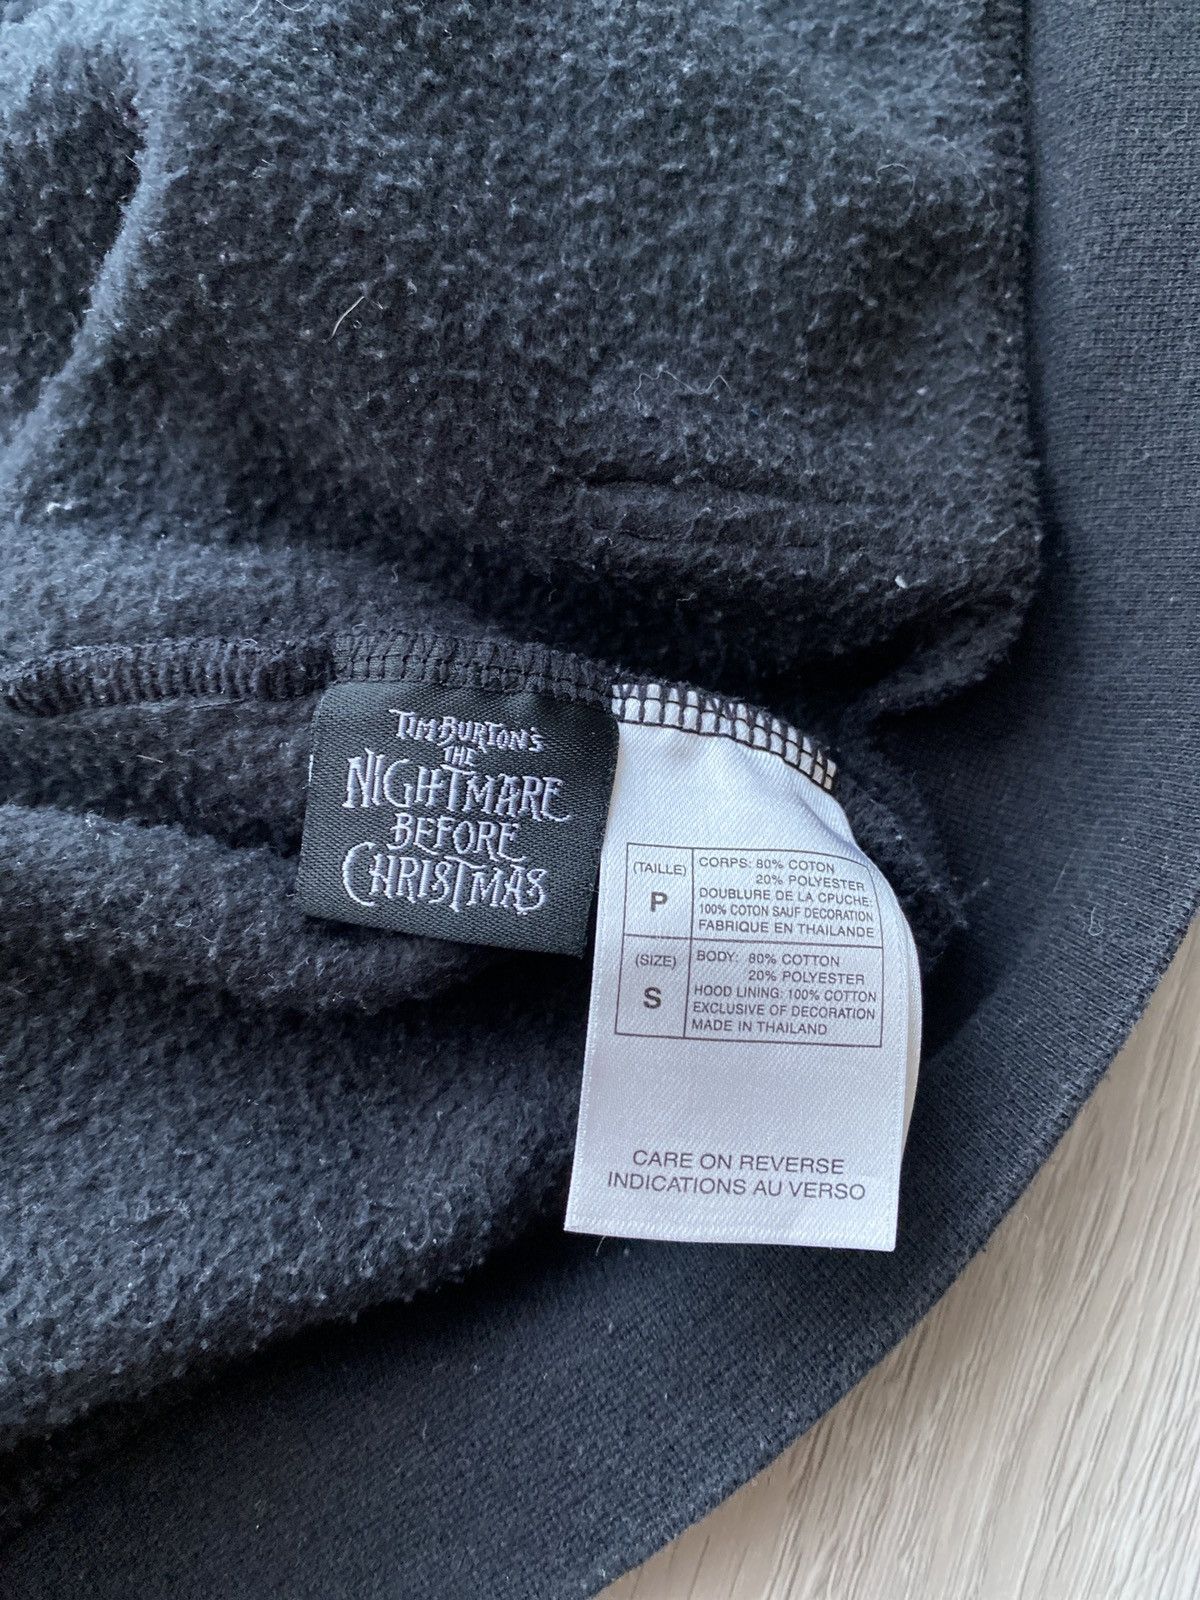 TIM BURTON'S
THE
NIGHTMARE
BEFORE
CHRISTMAS
(TAILLE)
P
CORPS: 80% COTON
20% POLYESTER
DOUBLURE DE LA CPUCHE:
100% COTON SAUF DECORATION
FABRIQUE EN THAILANDE
(SIZE)
S
BODY: 80% COTTON
20% POLYESTER
HOOD LINING: 100% COTTON
EXCLUSIVE OF DECORATION
MADE IN THAILAND
CARE ON REVERSE
INDICATIONS AU VERSO